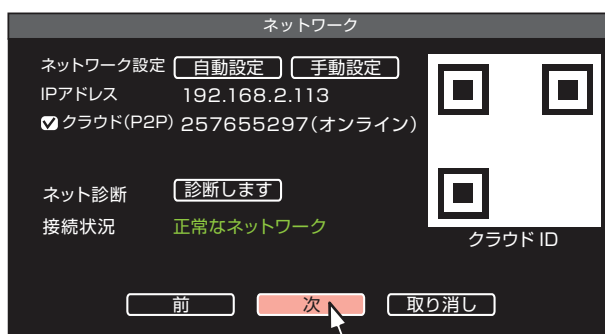 ネットワーク
ネットワーク設定 自動設定 手動設定
IPアドレス 192.168.2.113
クラウド(P2P) 257655297(オンライン)
ネット診断 診断します
接続状況 正常なネットワーク
クラウド ID
前 次 取り消し